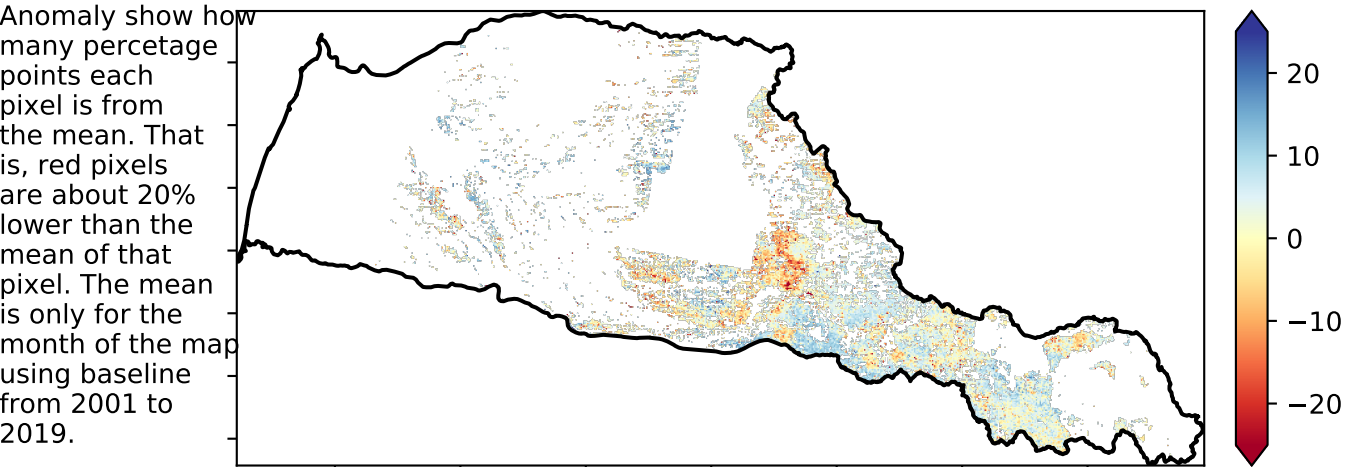 Anomaly show how
many percetage
points each
pixel is from
the mean. That
is, red pixels
are about 20%
lower than the
mean of that
pixel. The mean
is only for the
month of the map
using baseline
from 2001 to
2019.
20
10
0
−10
−20